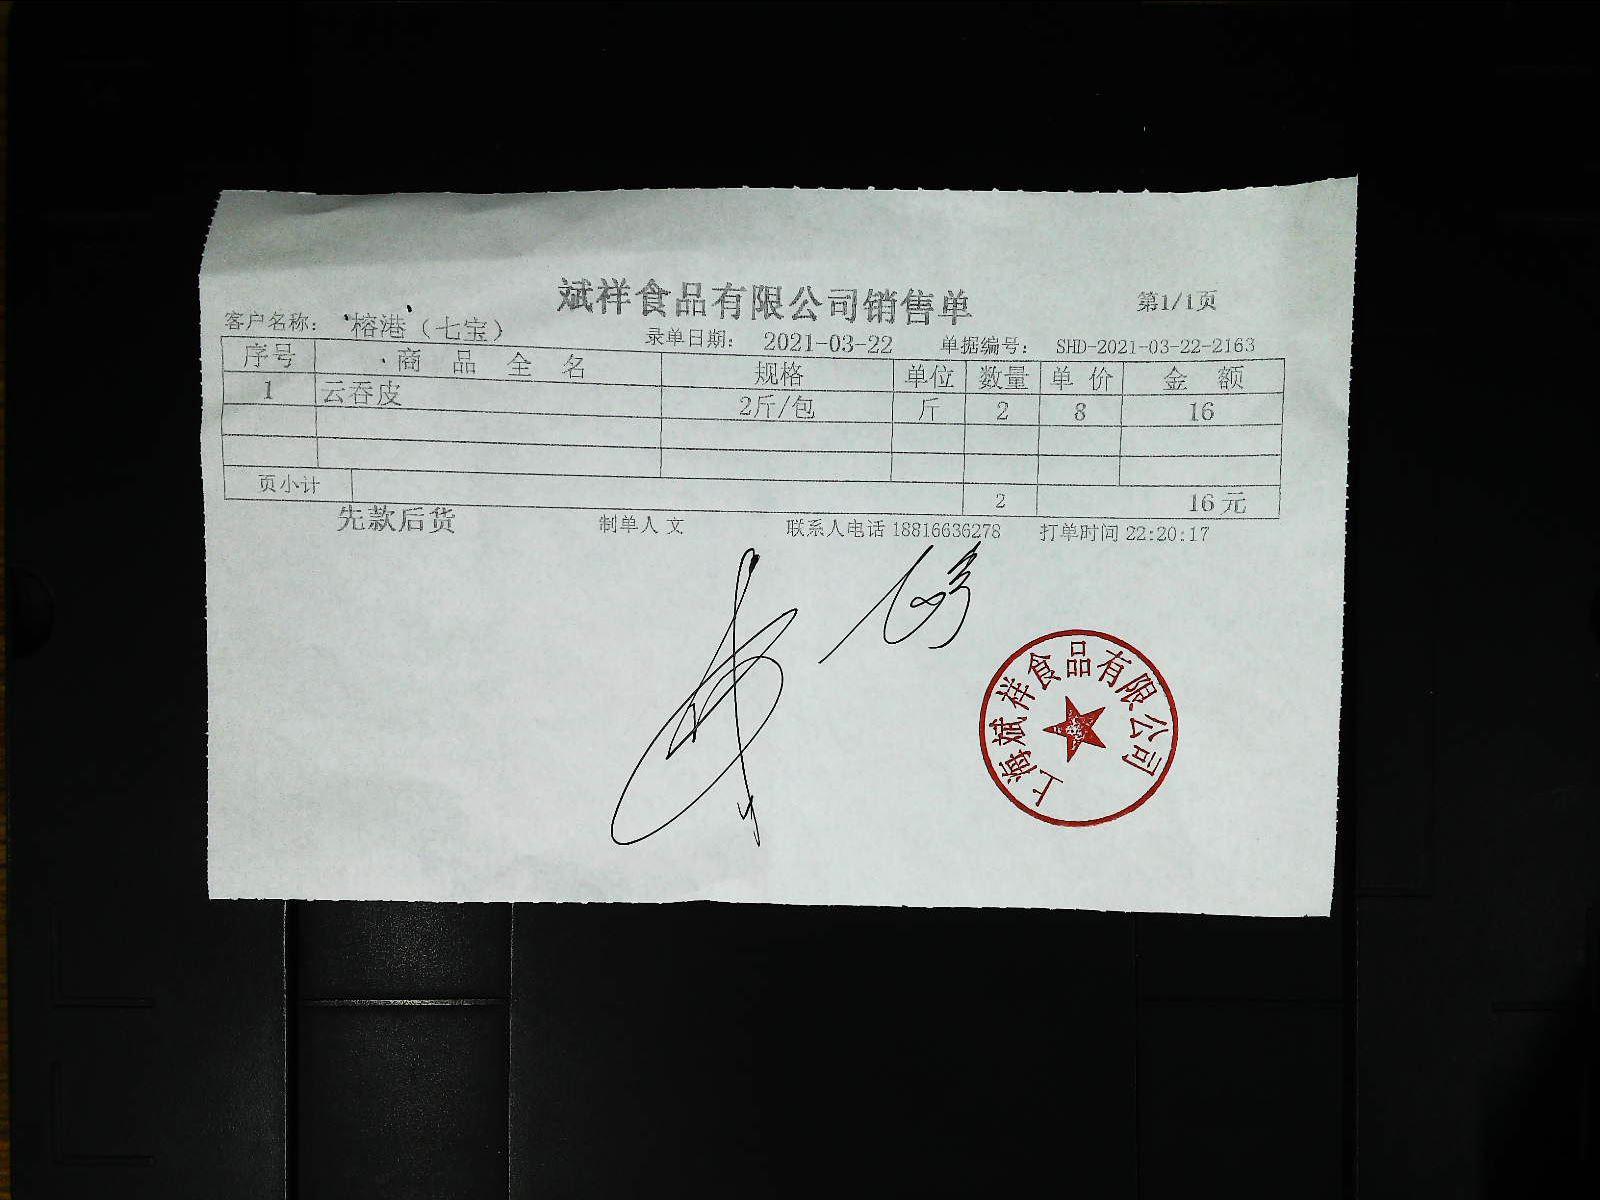 斌祥食品有限公司销售单
第1/1页
客户名称： 榕港（七宝） 录单日期： 2021-03-22 单据编号： SHD-2021-03-22-2163
序号 商品全名 规格 单位 数量 单价 金额
1 云吞皮 2斤/包 斤 2 8 16
页小计 2 16元
先款后货 制单人 文 联系人电话 18816636278 打单时间 22:20:17
上海斌祥食品有限公司